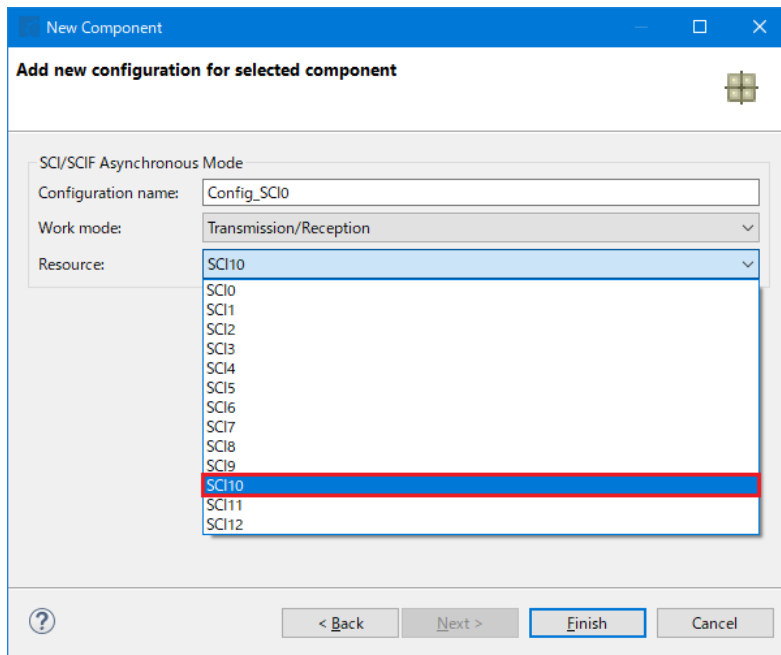 New Component
Add new configuration for selected component
SCI/SCIF Asynchronous Mode
Configuration name: Config_SCI0
Work mode: Transmission/Reception
Resource: SCI10
SCI0
SCI1
SCI2
SCI3
SCI4
SCI5
SCI6
SCI7
SCI8
SCI9
SCI10
SCI11
SCI12
? < Back Next > Finish Cancel